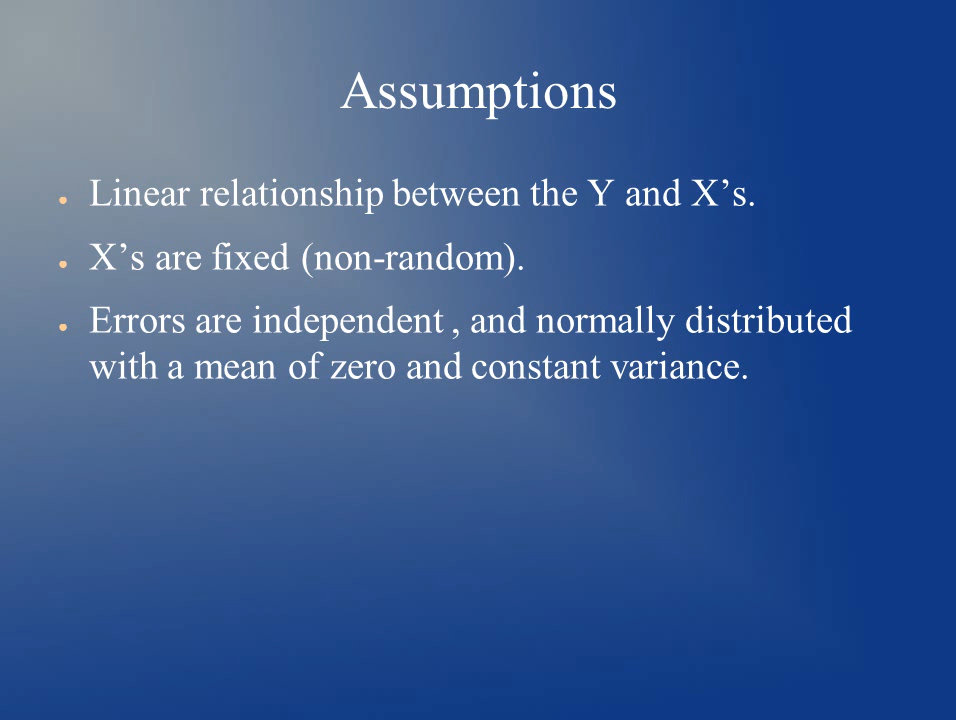 Assumptions
● Linear relationship between the Y and X’s.
● X’s are fixed (non-random).
● Errors are independent , and normally distributed
with a mean of zero and constant variance.